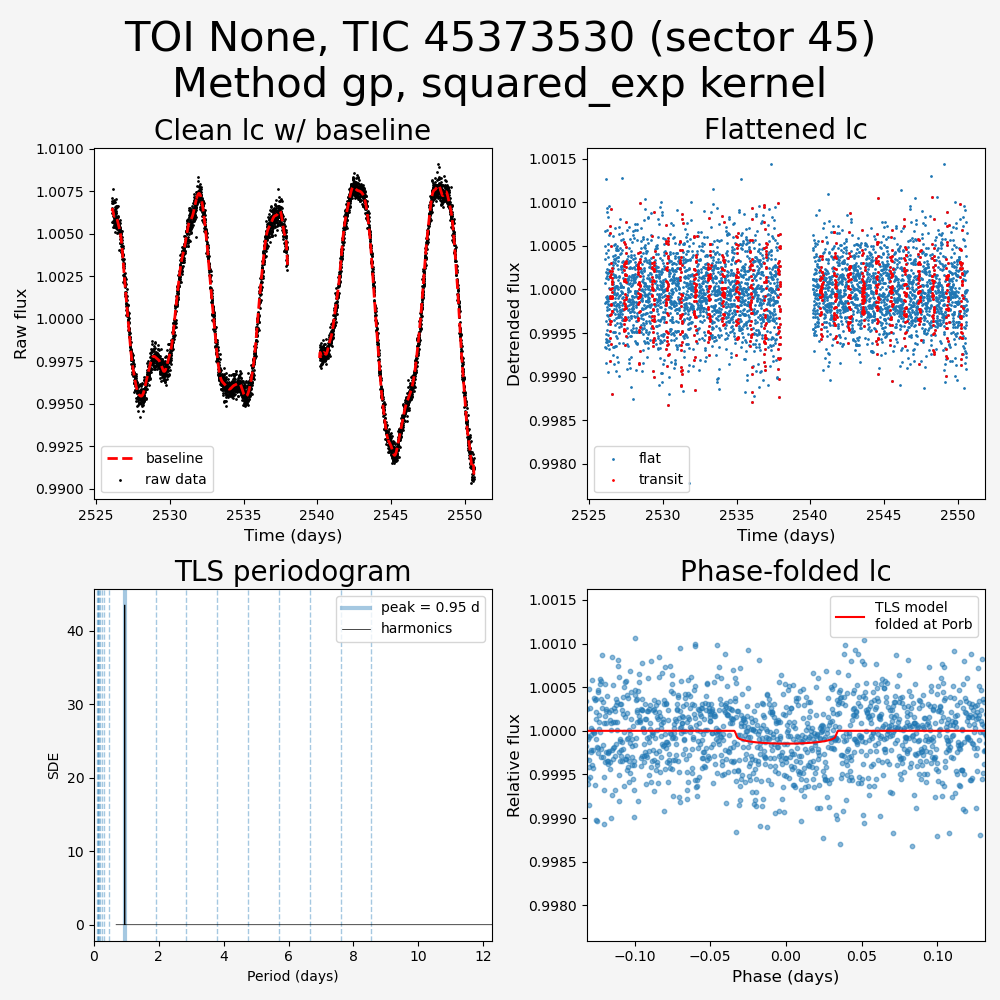 TOI None, TIC 45373530 (sector 45)
Method gp, squared_exp kernel
Clean lc w/ baseline
Raw flux
1.0100
1.0075
1.0050
1.0025
1.0000
0.9975
0.9950
0.9925
0.9900
baseline
raw data
2525 2530 2535 2540 2545 2550
Time (days)
Flattened lc
Detrended flux
1.0015
1.0010
1.0005
1.0000
0.9995
0.9990
0.9985
0.9980
flat
transit
2525 2530 2535 2540 2545 2550
Time (days)
TLS periodogram
SDE
40
30
20
10
0
peak = 0.95 d
harmonics
0 2 4 6 8 10 12
Period (days)
Phase-folded lc
Relative flux
1.0015
1.0010
1.0005
1.0000
0.9995
0.9990
0.9985
0.9980
TLS model
folded at Porb
−0.10 −0.05 0.00 0.05 0.10
Phase (days)